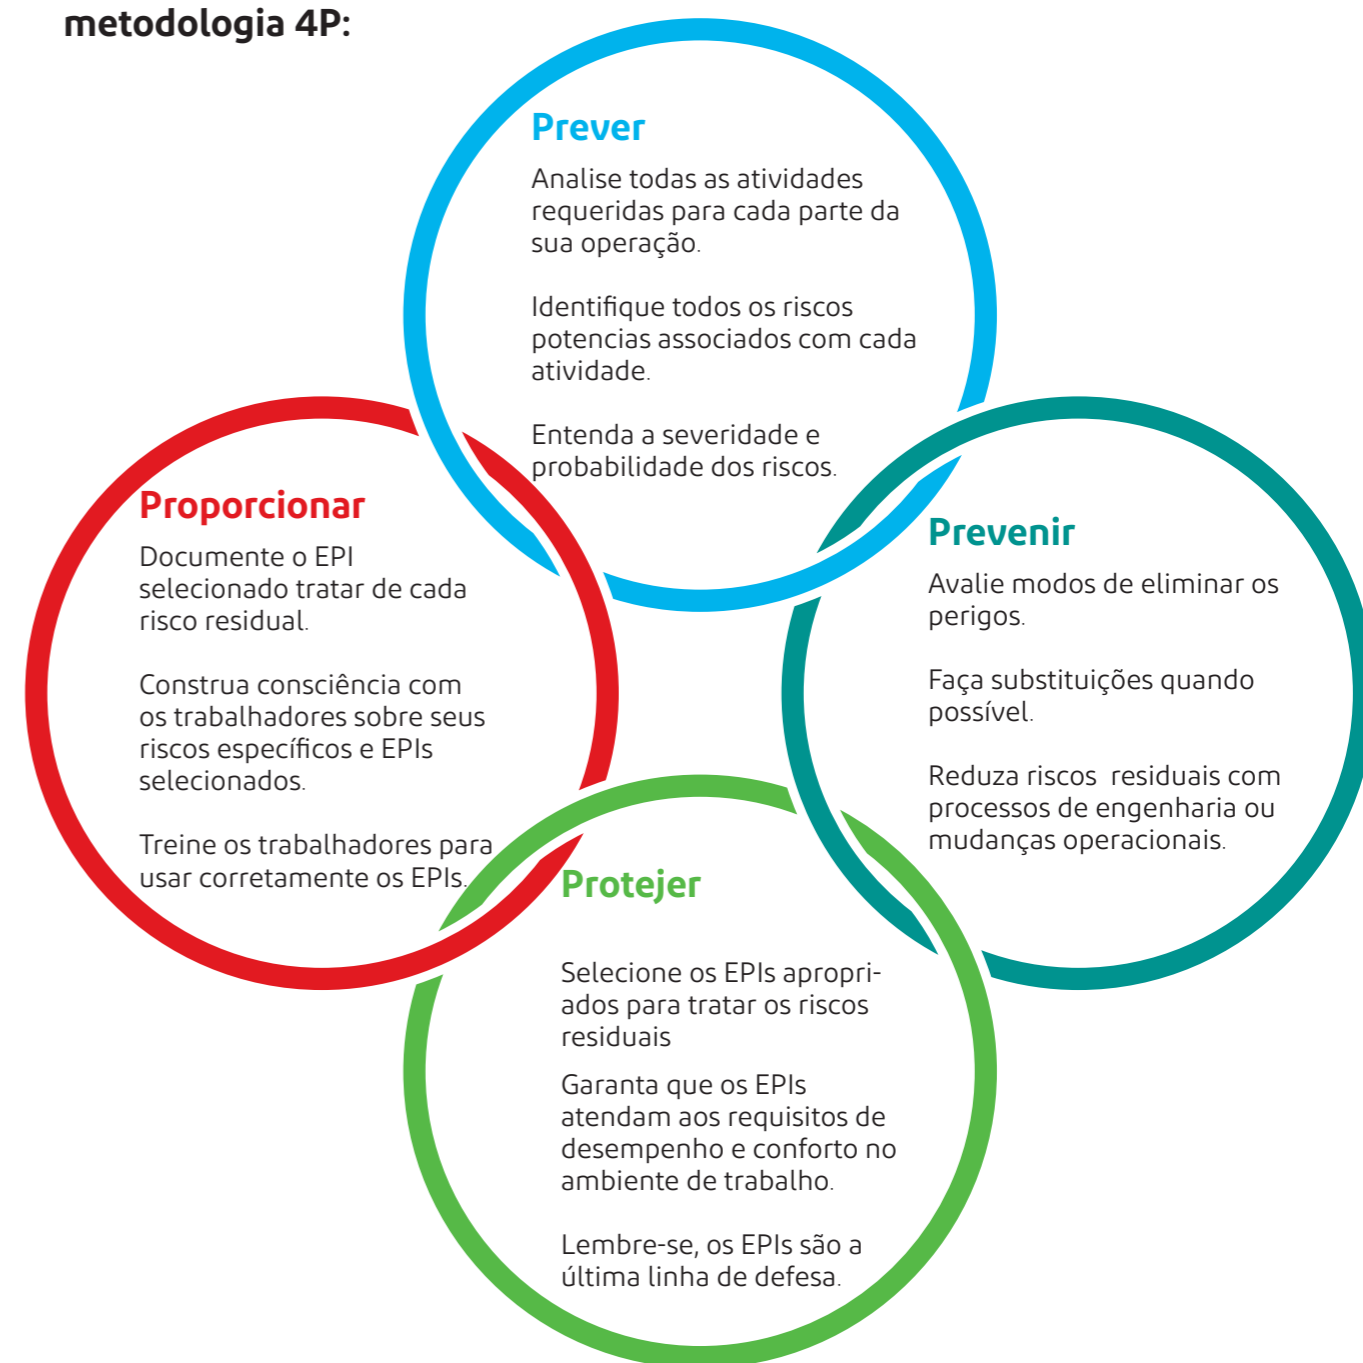 metodologia 4P:
Prever
Analise todas as atividades
requeridas para cada parte da
sua operação.
Identifique todos os riscos
potencias associados com cada
atividade.
Entenda a severidade e
probabilidade dos riscos.
Prevenir
Avalie modos de eliminar os
perigos.
Faça substituições quando
possível.
Reduza riscos  residuais com
processos de engenharia ou
mudanças operacionais.
Protejer
Selecione os EPIs apropri-
ados para tratar os riscos
residuais
Garanta que os EPIs
atendam aos requisitos de
desempenho e conforto no
ambiente de trabalho.
Lembre-se, os EPIs são a
última linha de defesa.
Proporcionar
Documente o EPI
selecionado tratar de cada
risco residual.
Construa consciência com
os trabalhadores sobre seus
riscos específicos e EPIs
selecionados.
Treine os trabalhadores para
usar corretamente os EPIs.